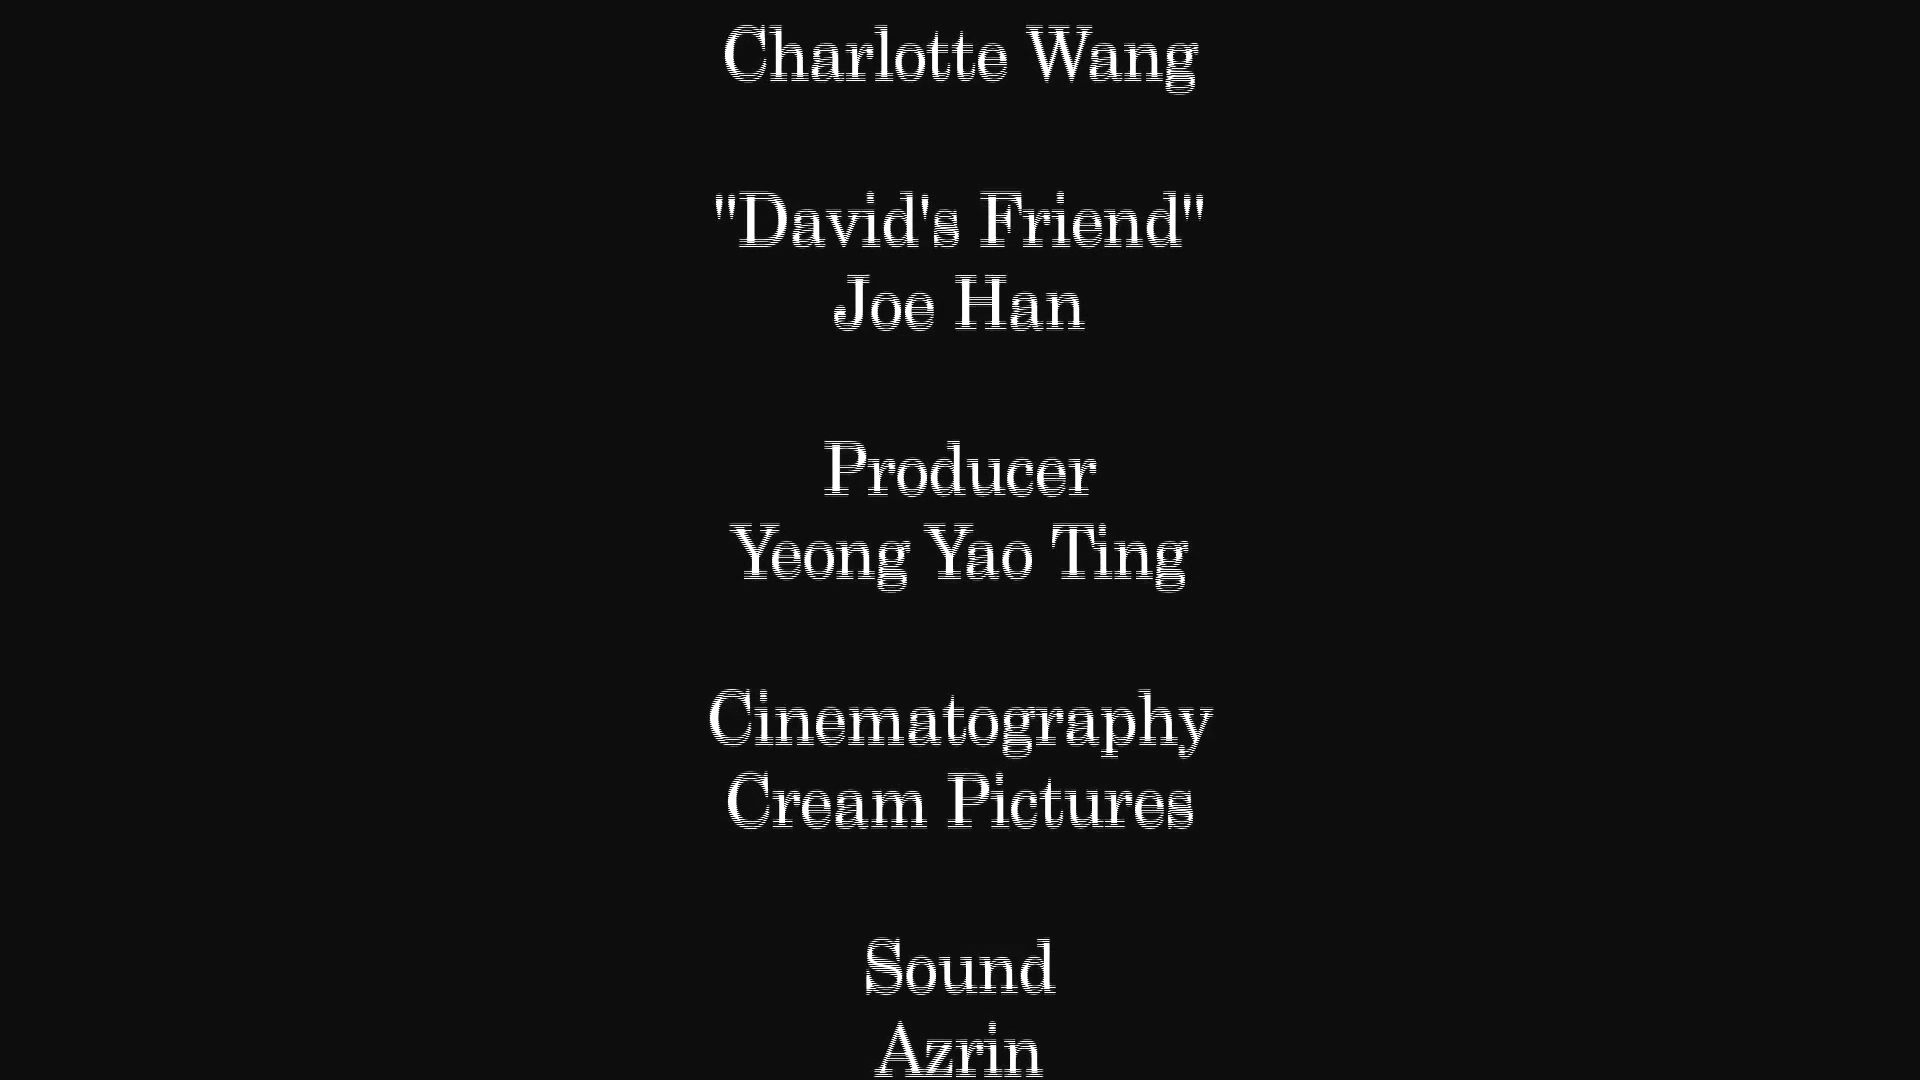 Charlotte Wang
"David's Friend"
Joe Han
Producer
Yeong Yao Ting
Cinematography
Cream Pictures
Sound
Azrin